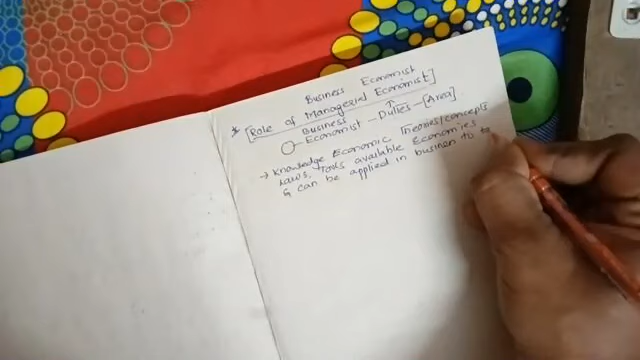 Business Economist
* [Role of Managerial Economist]
Business
Economist - Duties - [Area]
→ Knowledge Economic Theories/concepts
Laws, Tools available Economics
& can be applied in business to